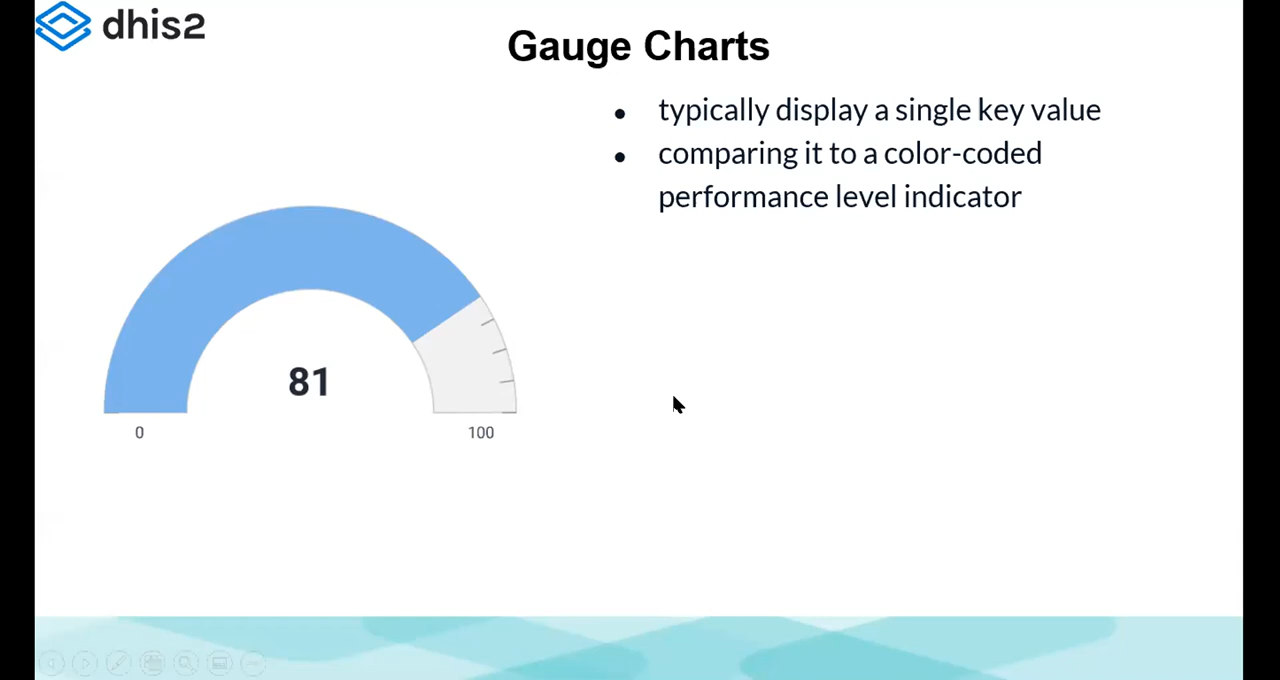 dhis2
Gauge Charts
● typically display a single key value
● comparing it to a color-coded
performance level indicator
81
0
100